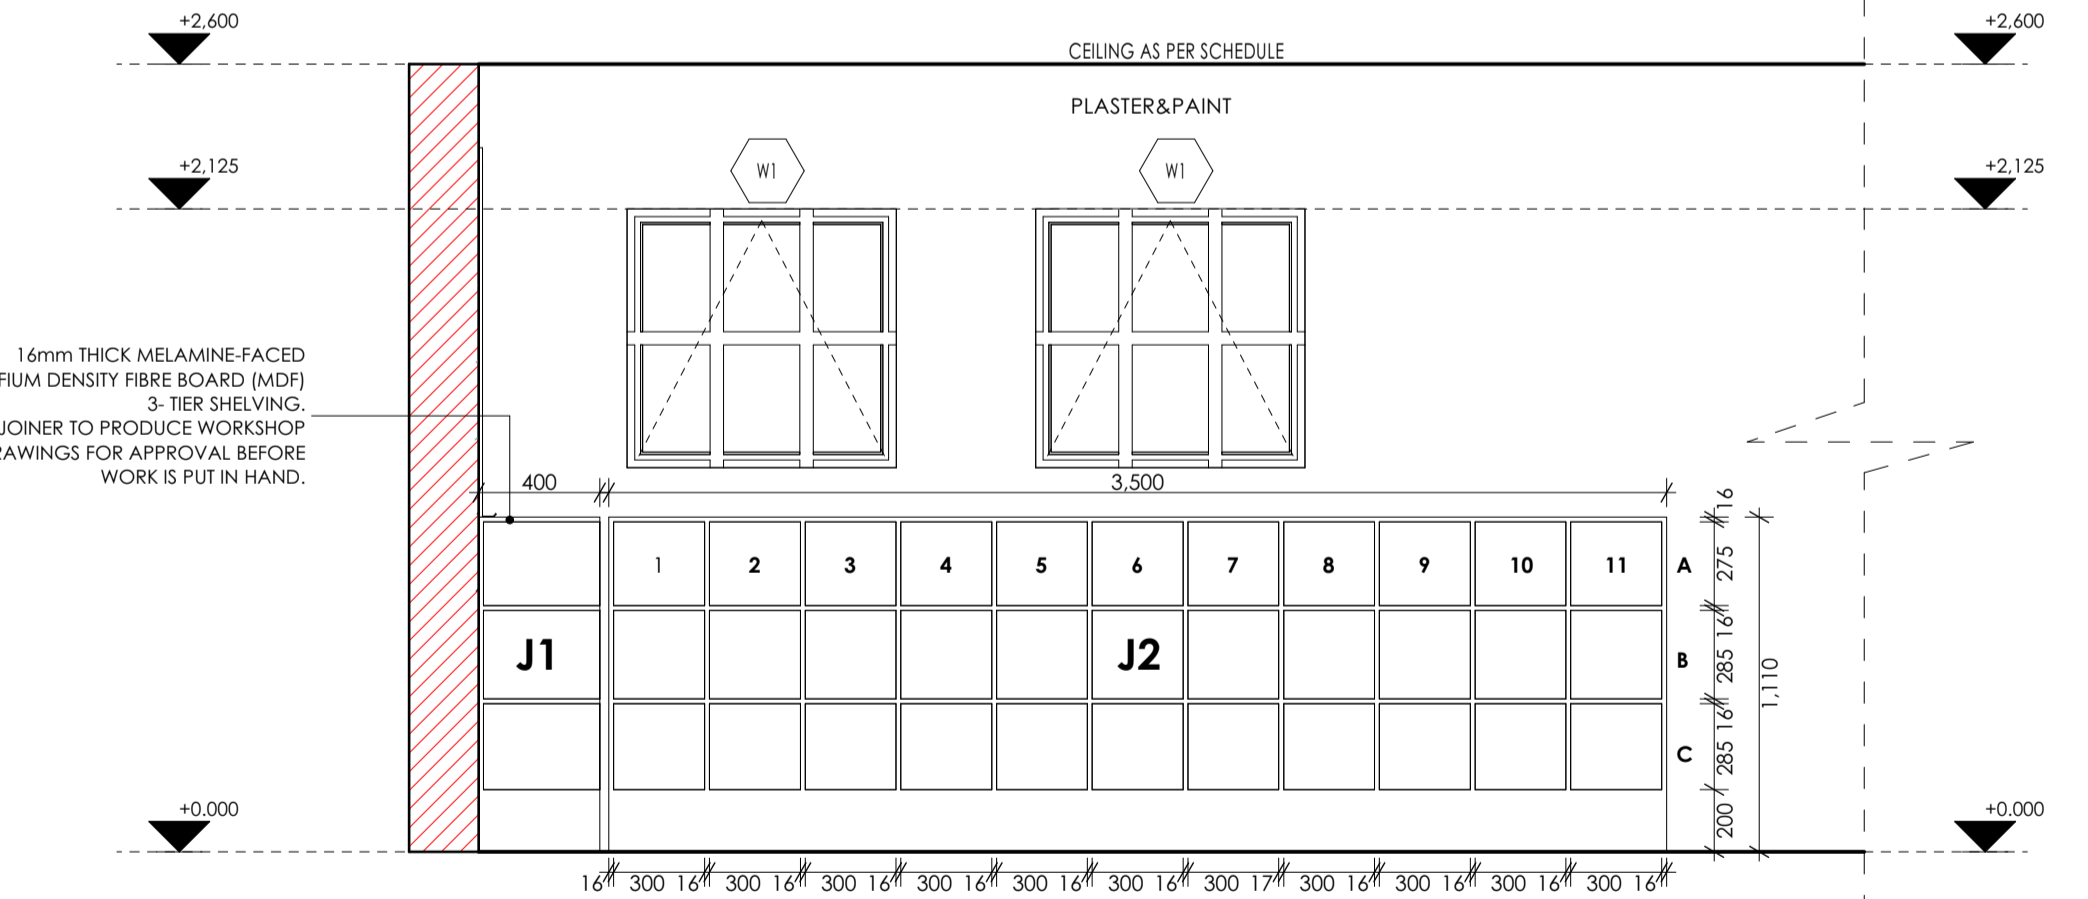 +2,600
+2,600
CEILING AS PER SCHEDULE
PLASTER&PAINT
+2,125
+2,125
W1
W1
16mm THICK MELAMINE-FACED
DENSITY FIBRE BOARD (MDF)
3- TIER SHELVING.
JOINER TO PRODUCE WORKSHOP
FOR APPROVAL BEFORE
WORK IS PUT IN HAND.
400
3,500
16
1 2 3 4 5 6 7 8 9 10 11 A
275
16
J1 J2 B
285
1,110
16
C
285
200
+0.000
+0.000
16 300 16 300 16 300 16 300 16 300 16 300 16 300 17 300 16 300 16 300 16 300 16